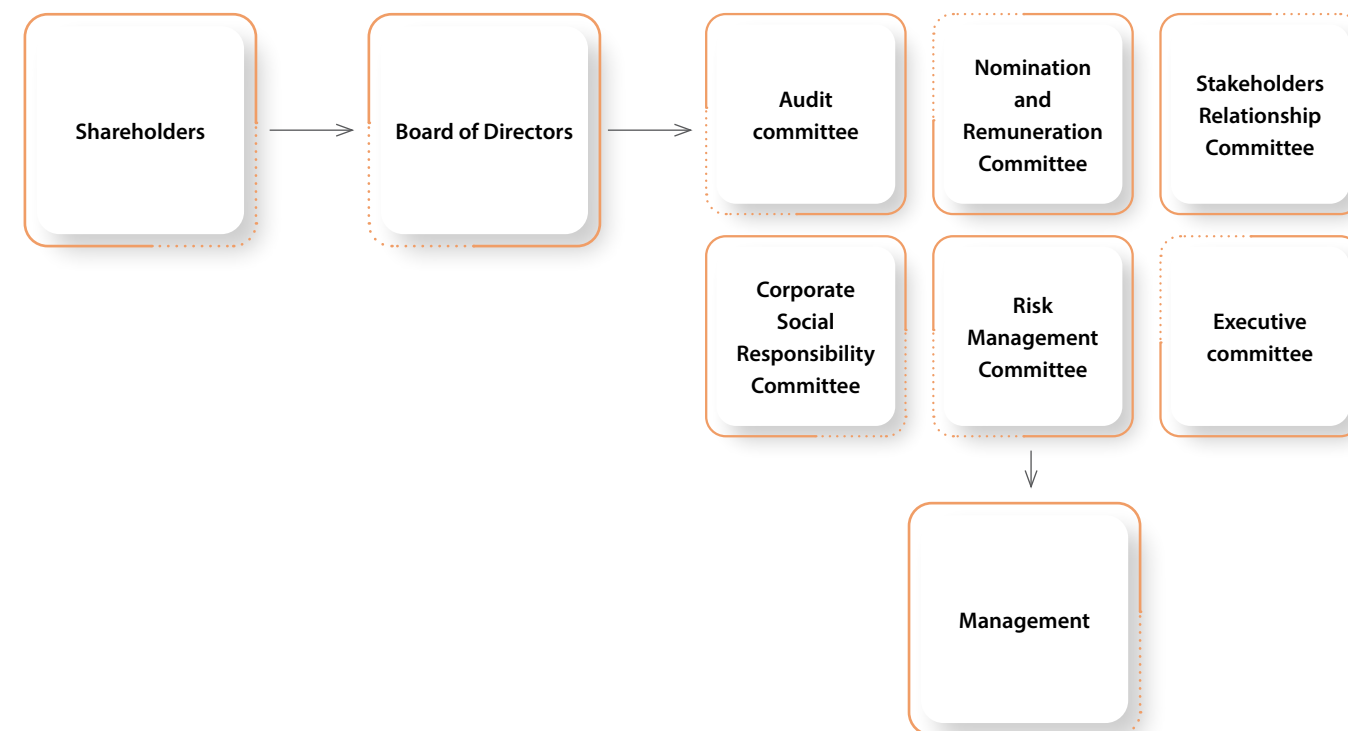 Shareholders
Board of Directors
Audit
committee
Nomination
and
Remuneration
Committee
Stakeholders
Relationship
Committee
Corporate
Social
Responsibility
Committee
Risk
Management
Committee
Executive
committee
Management